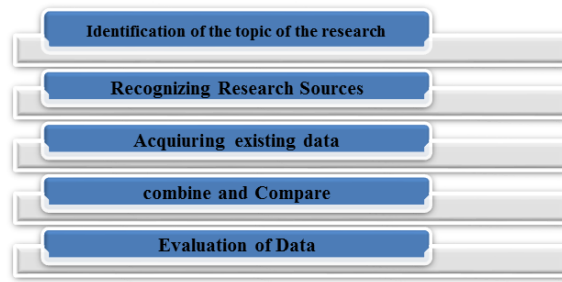 Identification of the topic of the research
Recognizing Research Sources
Acquiuring existing data
combine and Compare
Evaluation of Data